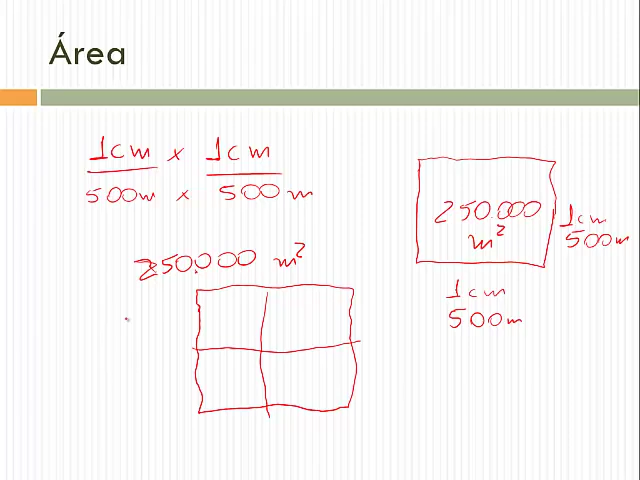 Área
1cm x 1cm
500m x 500m
250.000 m²
250.000
m²
1cm
500m
1cm
500m